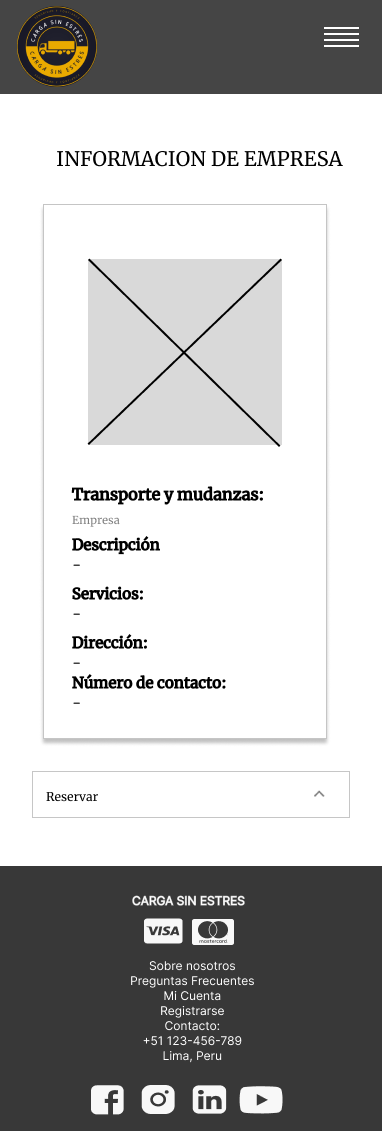 CARGA SIN ESTRES
CARGA SIN ESTRES
INFORMACION DE EMPRESA
Transporte y mudanzas:
Empresa
Descripción
-
Servicios:
-
Dirección:
-
Número de contacto:
-
Reservar
CARGA SIN ESTRES
VISA
mastercard
Sobre nosotros
Preguntas Frecuentes
Mi Cuenta
Registrarse
Contacto:
+51 123-456-789
Lima, Peru